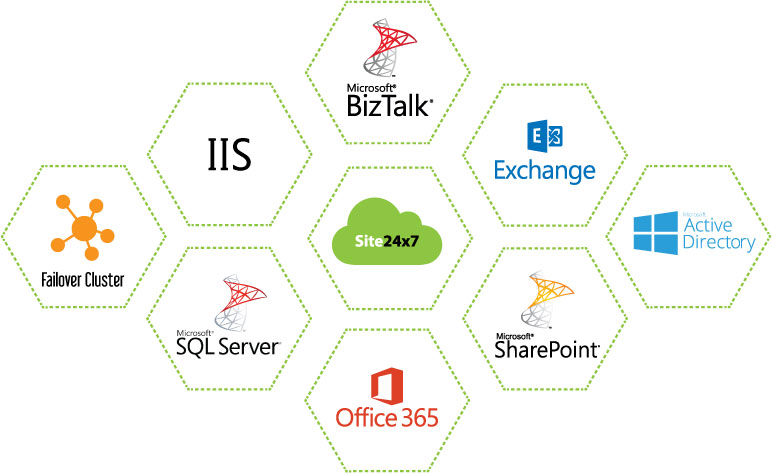 Microsoft®
BizTalk®
IIS
E
Exchange
Failover Cluster
Site24x7
Microsoft
Active
Directory
Microsoft®
SQL Server®
Microsoft®
SharePoint®
Office 365